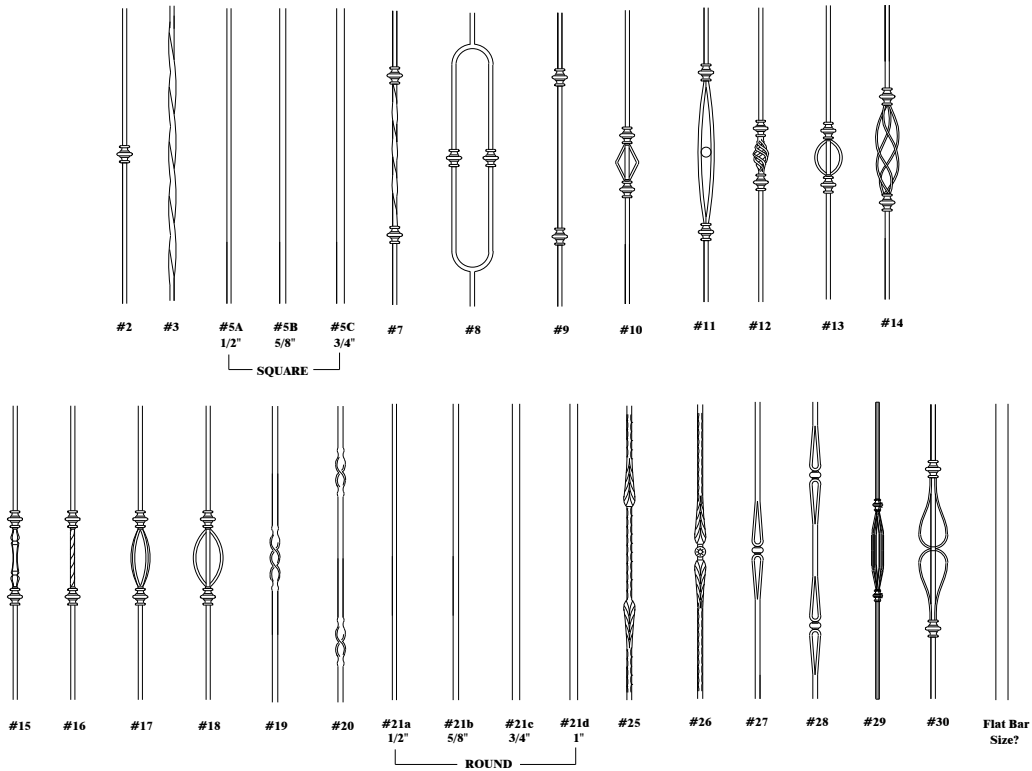 #2 #3 #5A #5B #5C #7 #8 #9 #10 #11 #12 #13 #14
1/2" 5/8" 3/4"
SQUARE
#15 #16 #17 #18 #19 #20 #21a #21b #21c #21d #25 #26 #27 #28 #29 #30 Flat Bar
1/2" 5/8" 3/4" 1" Size?
ROUND